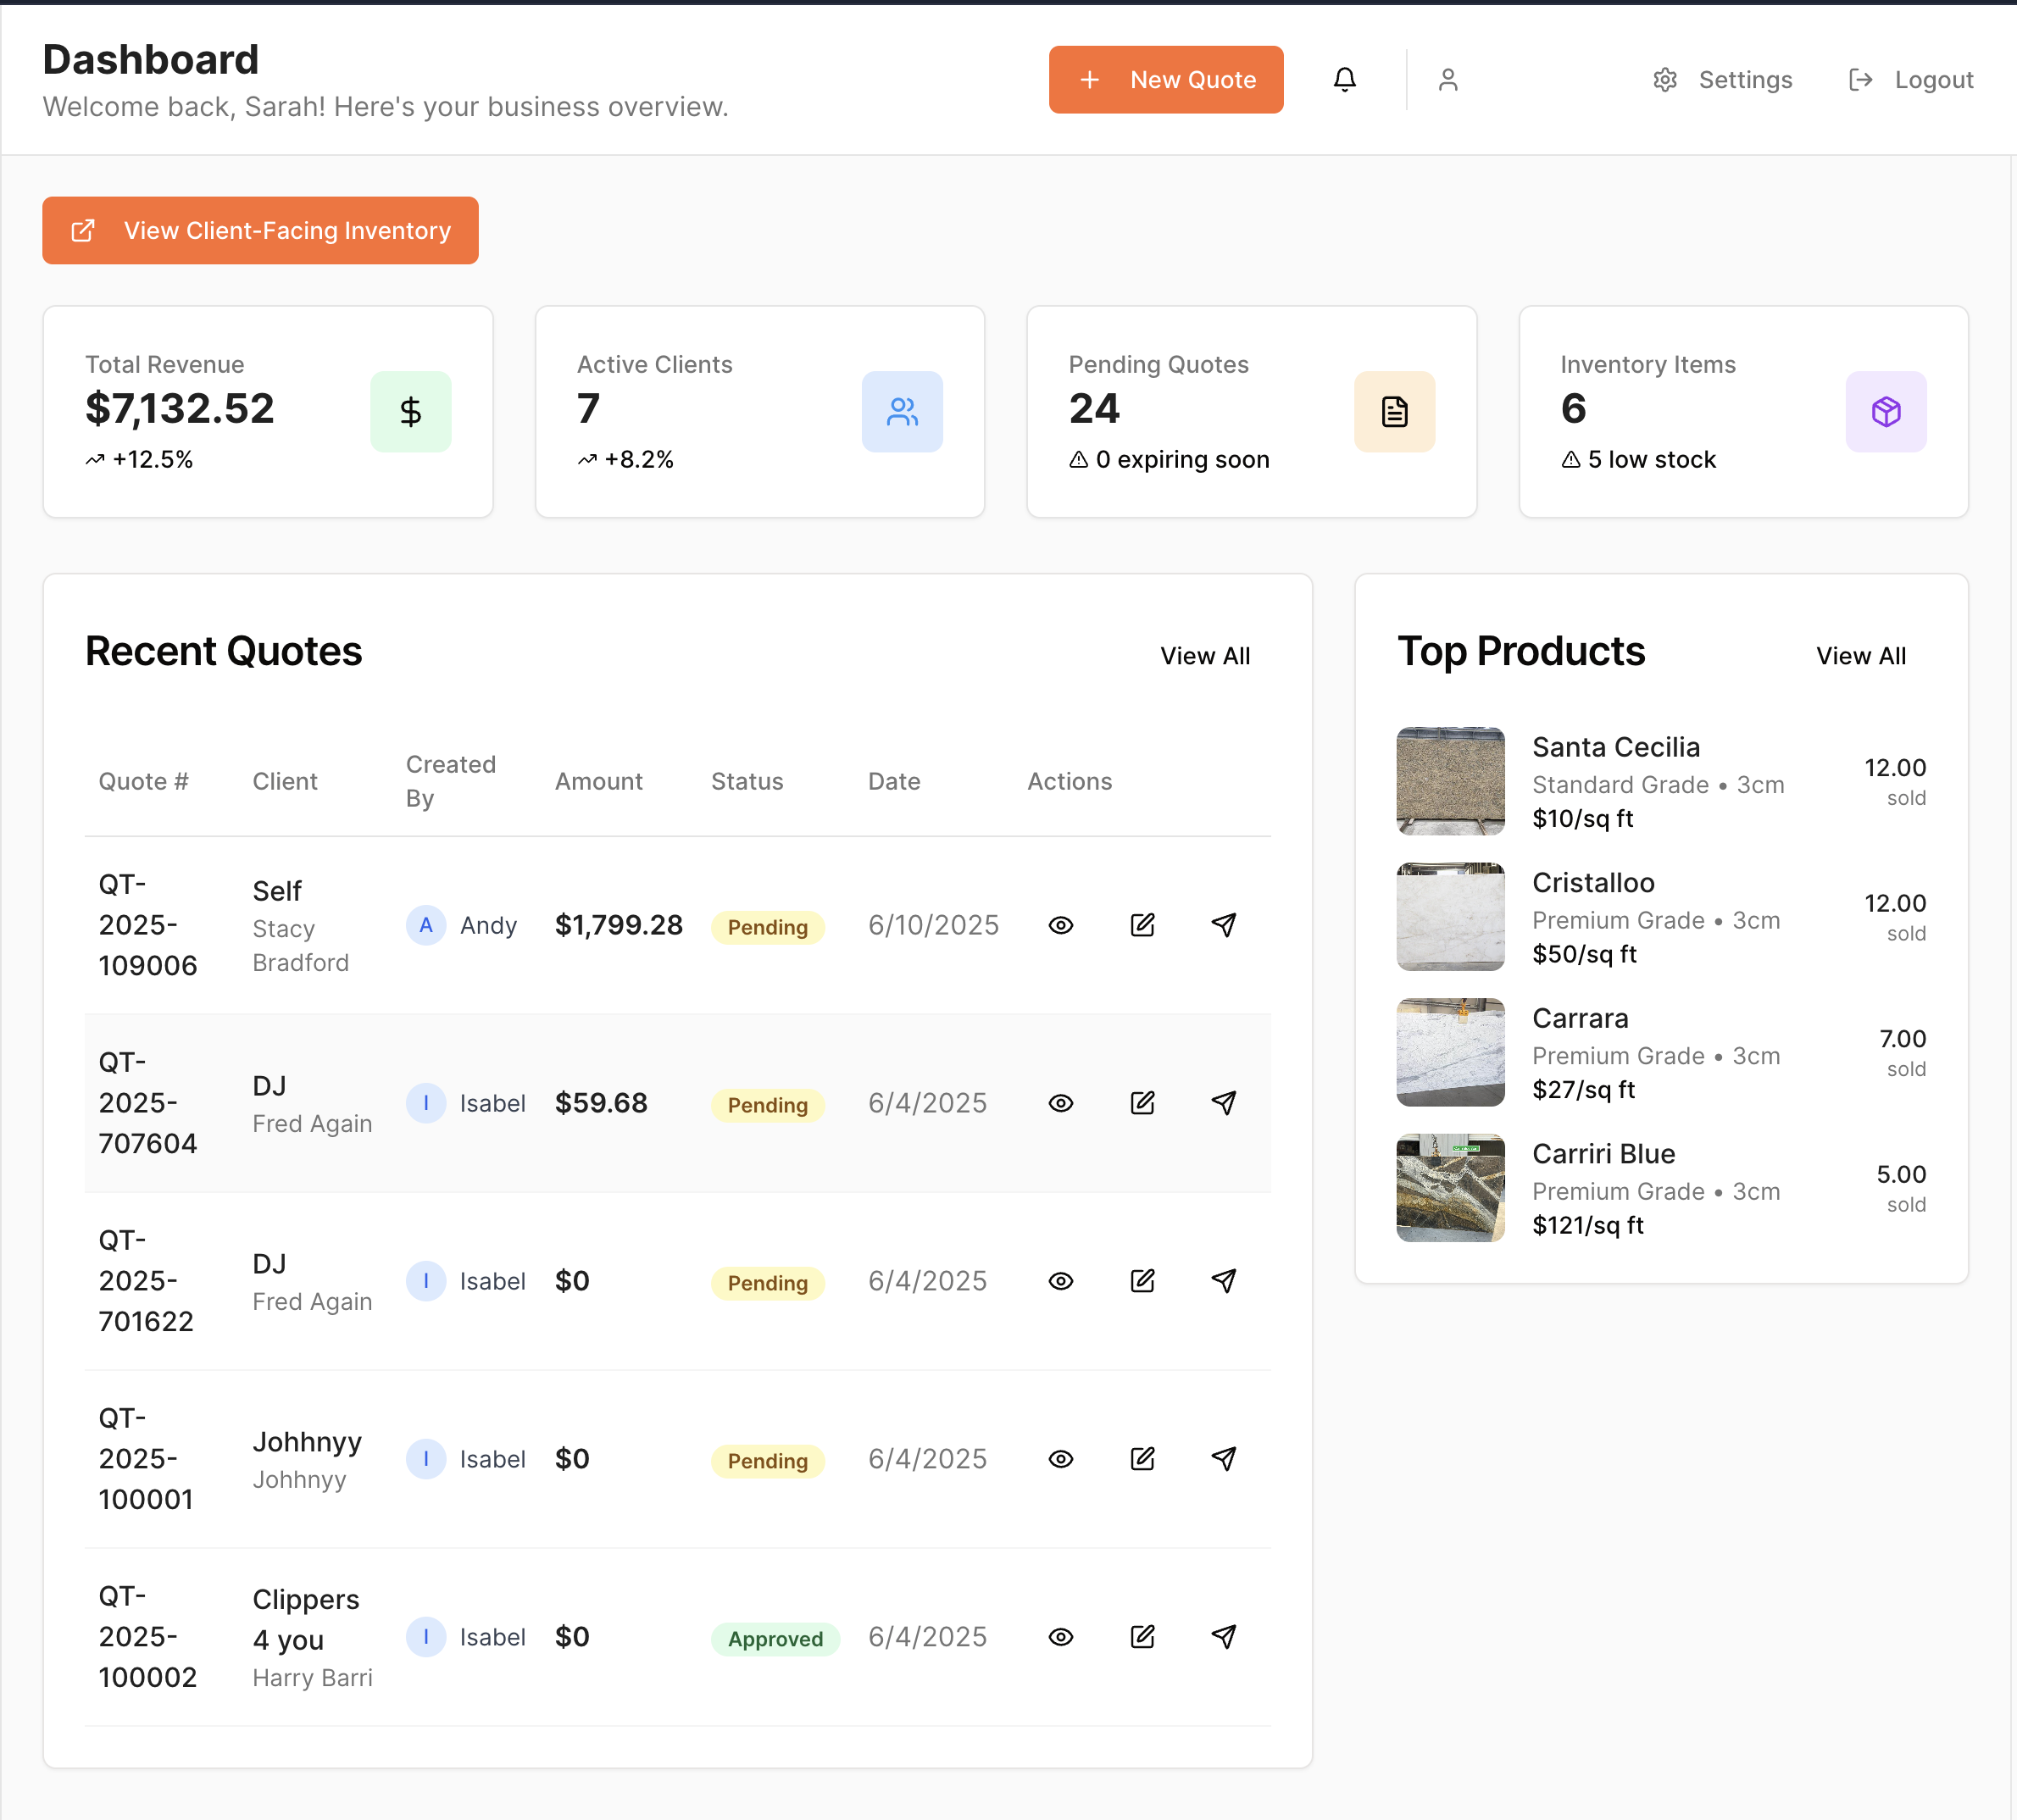 Dashboard
Welcome back, Sarah! Here's your business overview.
New Quote
Settings
Logout
View Client-Facing Inventory
Total Revenue
$7,132.52
+12.5%
Active Clients
7
+8.2%
Pending Quotes
24
0 expiring soon
Inventory Items
6
5 low stock
Recent Quotes
View All
Quote #
Client
Created
By
Amount
Status
Date
Actions
QT-
2025-
109006
Self
Stacy
Bradford
A
Andy
$1,799.28
Pending
6/10/2025
QT-
2025-
707604
DJ
Fred Again
I
Isabel
$59.68
Pending
6/4/2025
QT-
2025-
701622
DJ
Fred Again
I
Isabel
$0
Pending
6/4/2025
QT-
2025-
100001
Johhnyy
Johhnyy
I
Isabel
$0
Pending
6/4/2025
QT-
2025-
100002
Clippers
4 you
Harry Barri
I
Isabel
$0
Approved
6/4/2025
Top Products
View All
Santa Cecilia
Standard Grade • 3cm
$10/sq ft
12.00
sold
Cristalloo
Premium Grade • 3cm
$50/sq ft
12.00
sold
Carrara
Premium Grade • 3cm
$27/sq ft
7.00
sold
Carriri Blue
Premium Grade • 3cm
$121/sq ft
5.00
sold